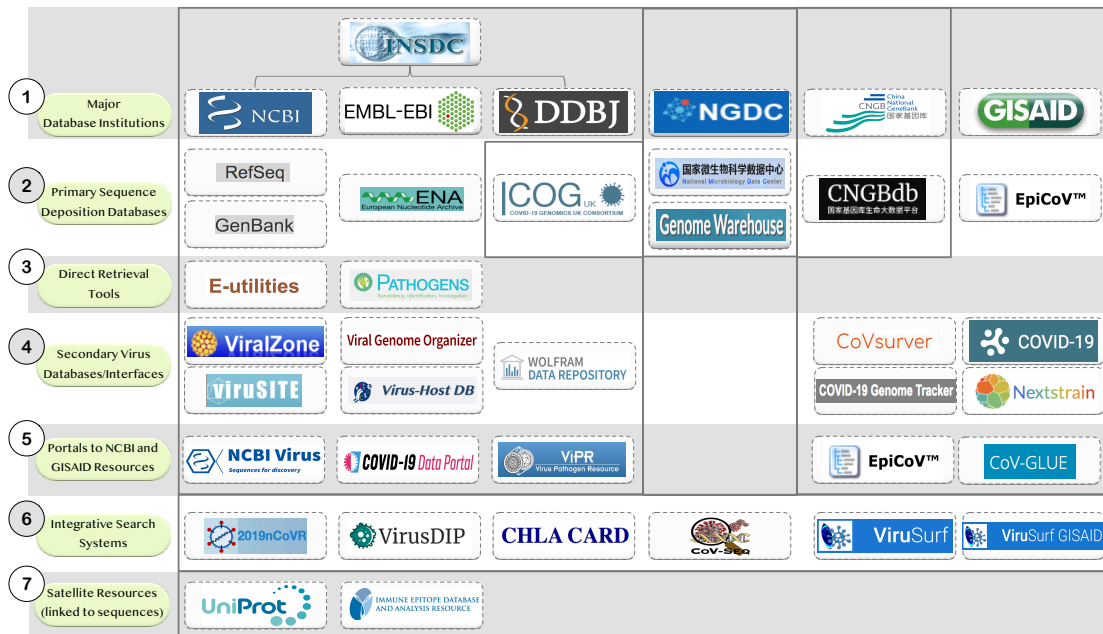 INSDC
1
Major
Database Institutions
NCBI
EMBL-EBI
DDBJ
NGDC
China
National
GeneBank
CNGB
国家基因库
GISAID
2
Primary Sequence
Deposition Databases
RefSeq
GenBank
ENA
European Nucleotide Archive
COG UK
COVID-19 GENOMICS UK CONSORTIUM
国家微生物科学数据中心
National Microbiology Data Center
Genome Warehouse
CNGBdb
国家基因库生命大数据平台
EpiCoV™
3
Direct Retrieval
Tools
E-utilities
PATHOGENS
Surveillance, Identification, Investigation
4
Secondary Virus
Databases/Interfaces
ViralZone
Viral Genome Organizer
viruSITE
Virus-Host DB
WOLFRAM
DATA REPOSITORY
CoVsurver
COVID-19
COVID-19 Genome Tracker
Nextstrain
5
Portals to NCBI and
GISAID Resources
NCBI Virus
Sequences for discovery
COVID-19 Data Portal
ViPR
Virus Pathogen Resource
EpiCoV™
CoV-GLUE
6
Integrative Search
Systems
2019nCoVR
VirusDIP
CHLA CARD
CoV-Seq
ViruSurf
ViruSurf GISAID
7
Satellite Resources
(linked to sequences)
UniProt
IMMUNE EPITOPE DATABASE
AND ANALYSIS RESOURCE